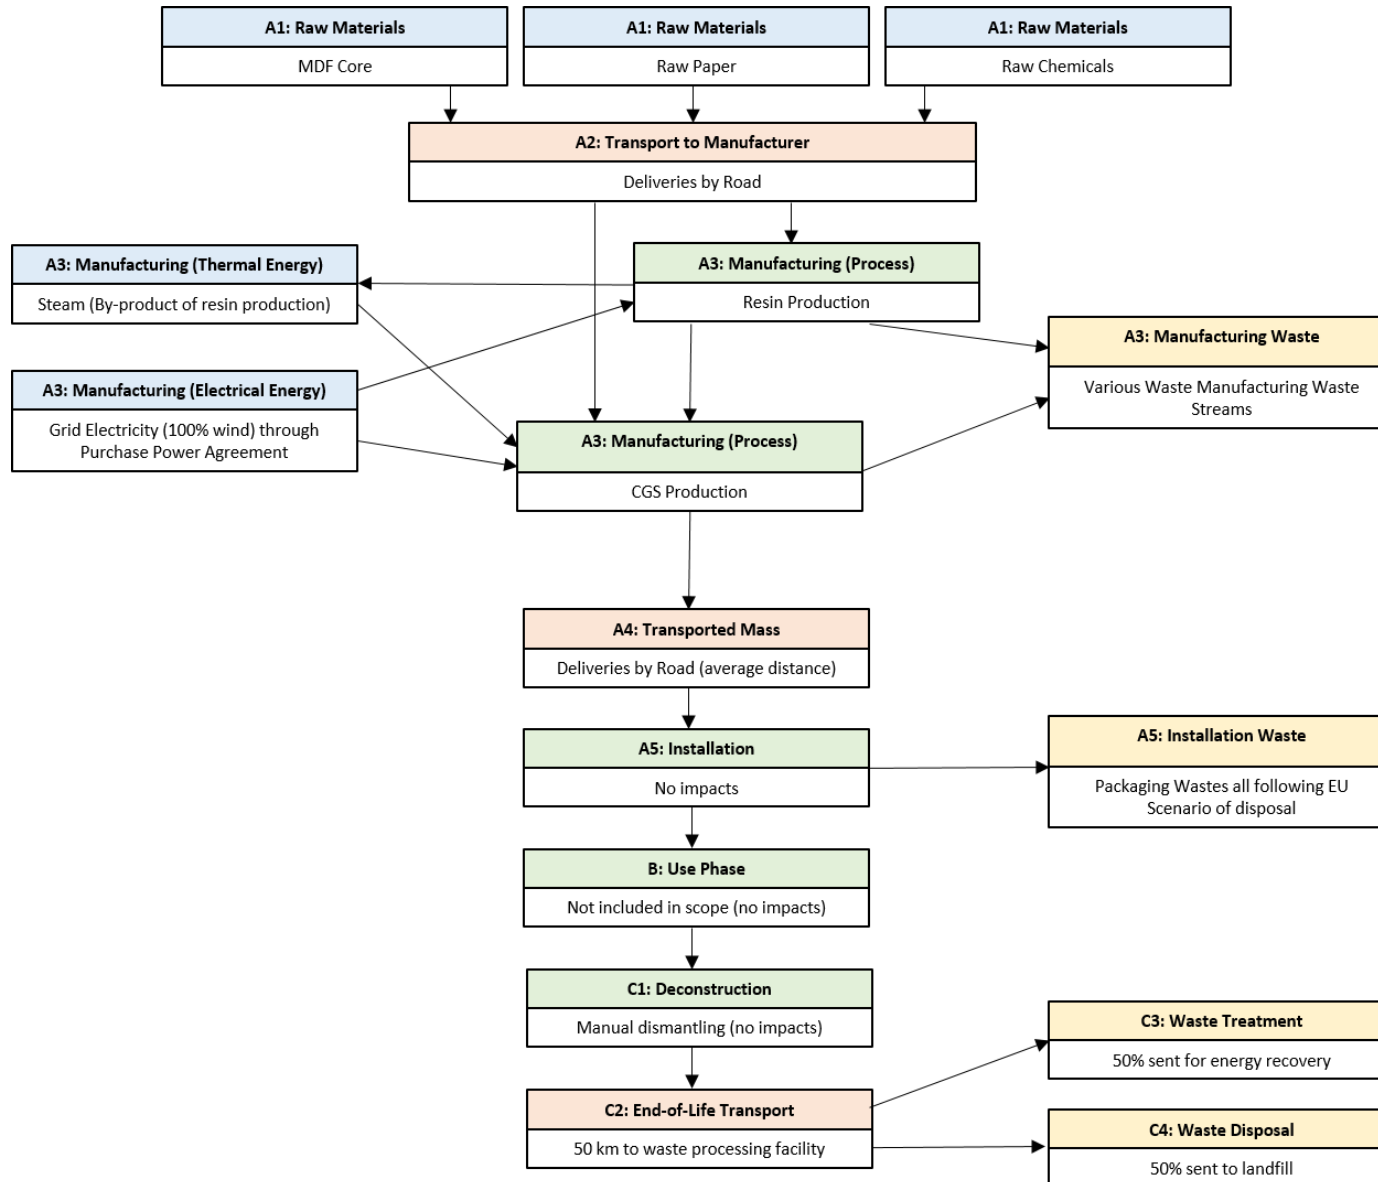 A1: Raw Materials
MDF Core
A1: Raw Materials
Raw Paper
A1: Raw Materials
Raw Chemicals
A2: Transport to Manufacturer
Deliveries by Road
A3: Manufacturing (Thermal Energy)
Steam (By-product of resin production)
A3: Manufacturing (Process)
Resin Production
A3: Manufacturing Waste
Various Waste Manufacturing Waste
Streams
A3: Manufacturing (Electrical Energy)
Grid Electricity (100% wind) through
Purchase Power Agreement
A3: Manufacturing (Process)
CGS Production
A4: Transported Mass
Deliveries by Road (average distance)
A5: Installation
No impacts
A5: Installation Waste
Packaging Wastes all following EU
Scenario of disposal
B: Use Phase
Not included in scope (no impacts)
C1: Deconstruction
Manual dismantling (no impacts)
C3: Waste Treatment
50% sent for energy recovery
C2: End-of-Life Transport
50 km to waste processing facility
C4: Waste Disposal
50% sent to landfill